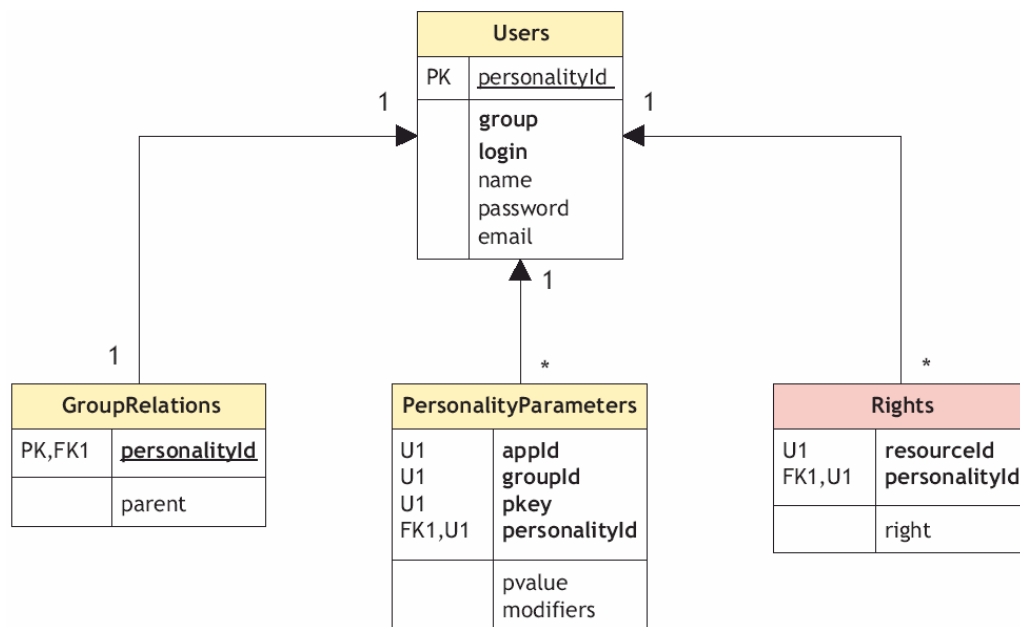 Users
PK personalityId
group
login
name
password
email
1
1
1
1
*
*
GroupRelations
PK,FK1 personalityId
parent
PersonalityParameters
U1 appId
U1 groupId
U1 pkey
FK1,U1 personalityId
pvalue
modifiers
Rights
U1 resourceId
FK1,U1 personalityId
right